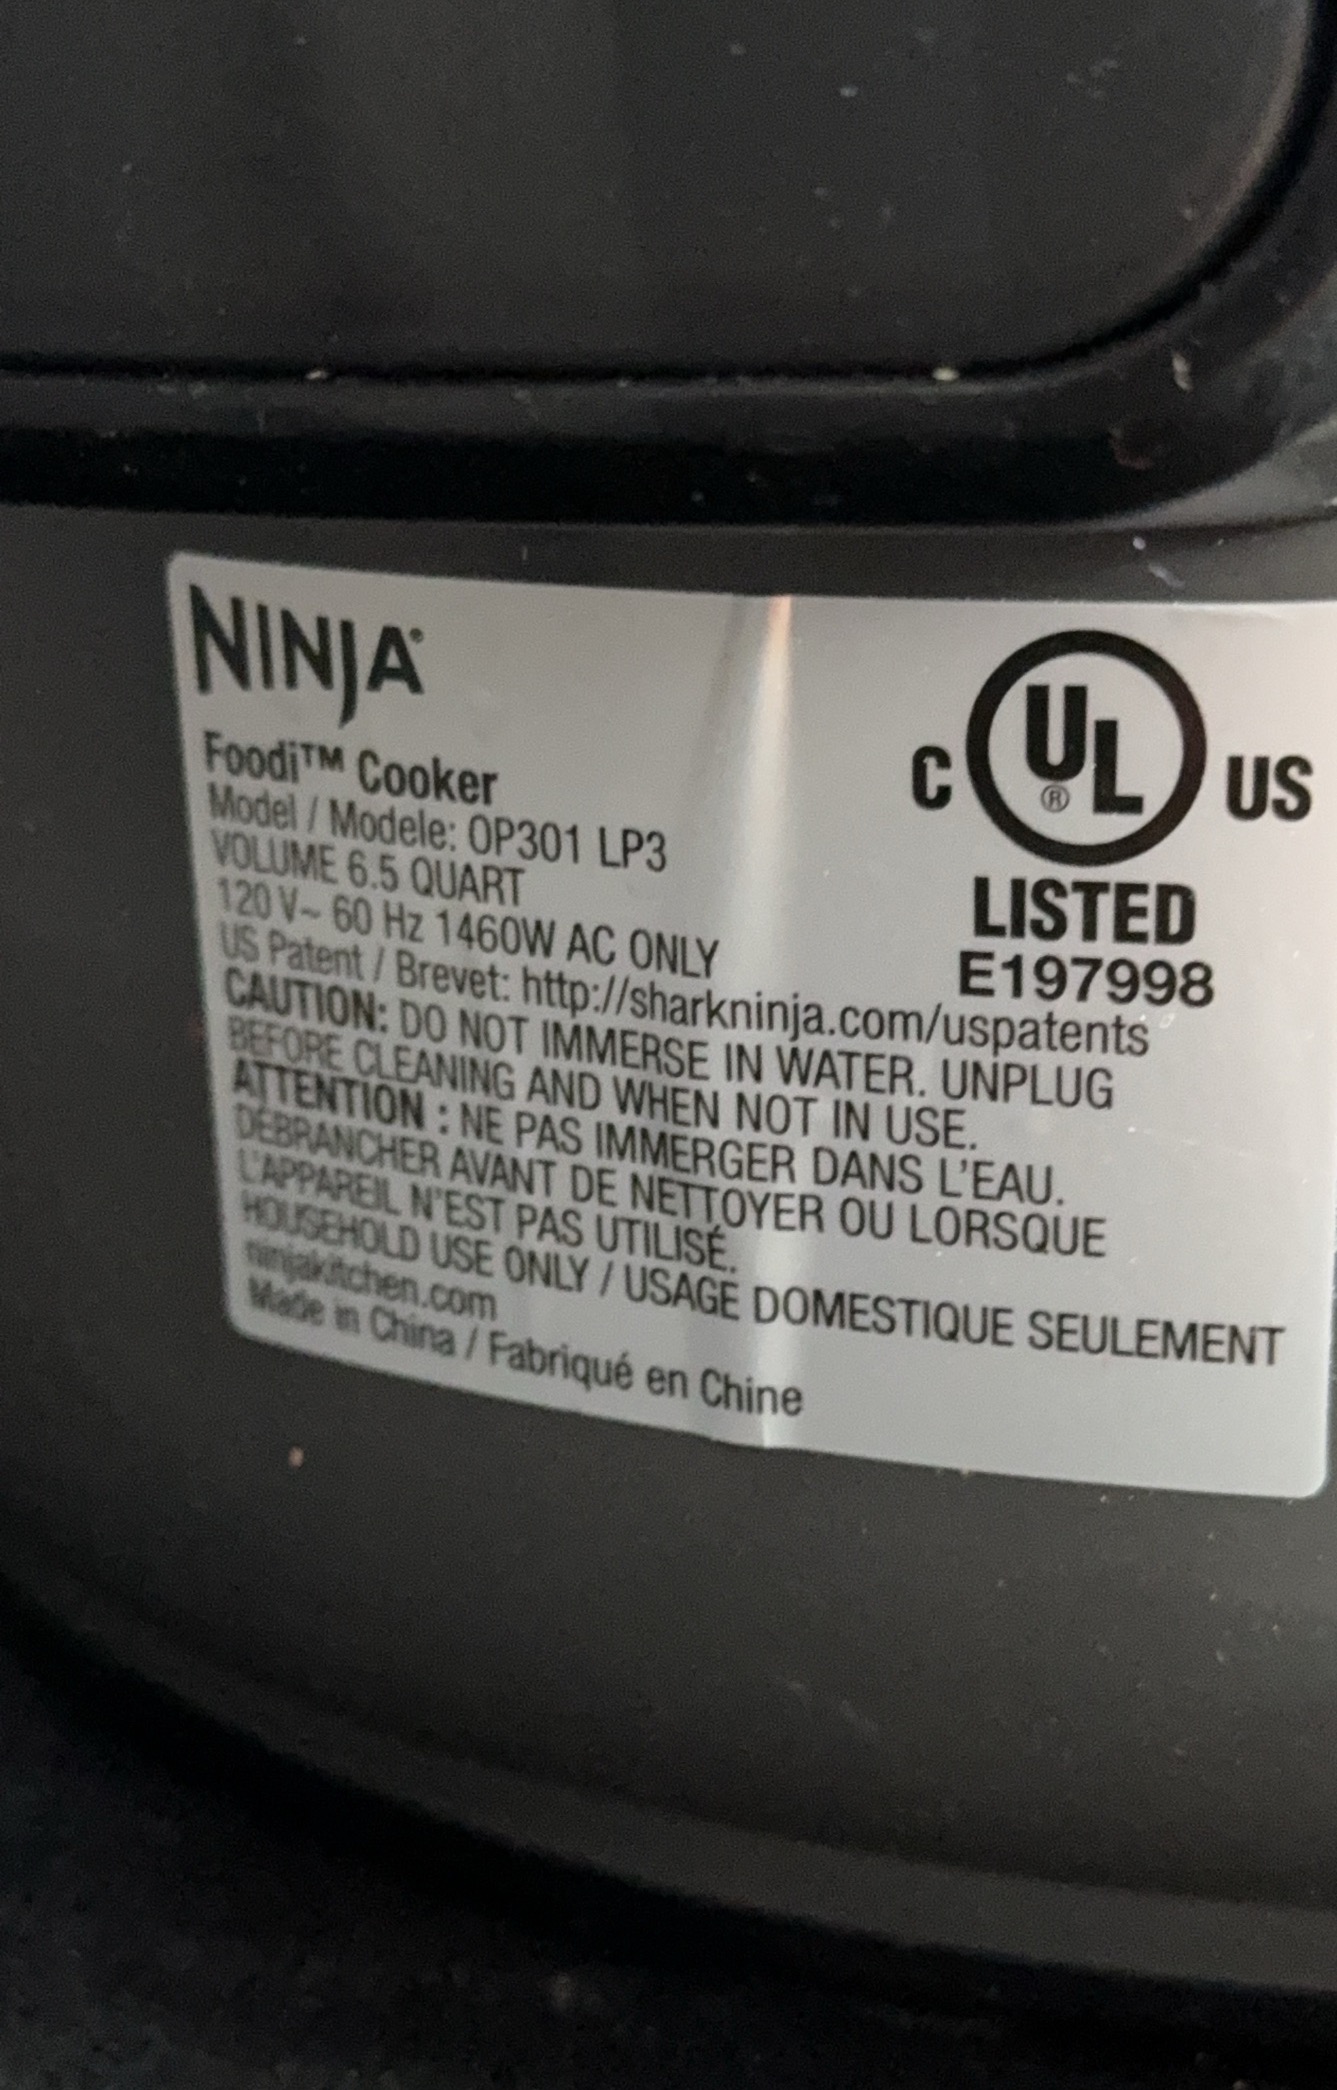 NINJA®
Foodi™ Cooker
Model / Modele: OP301 LP3
VOLUME 6.5 QUART
120 V~ 60 Hz 1460W AC ONLY
US Patent / Brevet: http://sharkninja.com/uspatents
CAUTION: DO NOT IMMERSE IN WATER. UNPLUG
BEFORE CLEANING AND WHEN NOT IN USE.
ATTENTION : NE PAS IMMERGER DANS L'EAU.
DÉBRANCHER AVANT DE NETTOYER OU LORSQUE
L'APPAREIL N'EST PAS UTILISÉ.
HOUSEHOLD USE ONLY / USAGE DOMESTIQUE SEULEMENT
ninjakitchen.com
Made in China / Fabriqué en Chine
C UL® US
LISTED
E197998